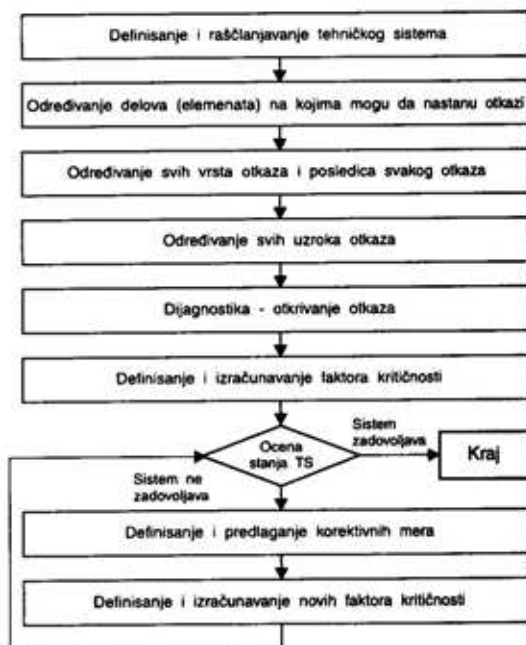 Definisanje i raščlanjavanje tehničkog sistema
Određivanje delova (elemenata) na kojima mogu da nastanu otkazi
Određivanje svih vrsta otkaza i posledica svakog otkaza
Određivanje svih uzroka otkaza
Dijagnostika - otkrivanje otkaza
Definisanje i izračunavanje faktora kritičnosti
Ocena
stanja TS
Sistem
zadovoljava
Kraj
Sistem ne
zadovoljava
Definisanje i predlaganje korektivnih mera
Definisanje i izračunavanje novih faktora kritičnosti